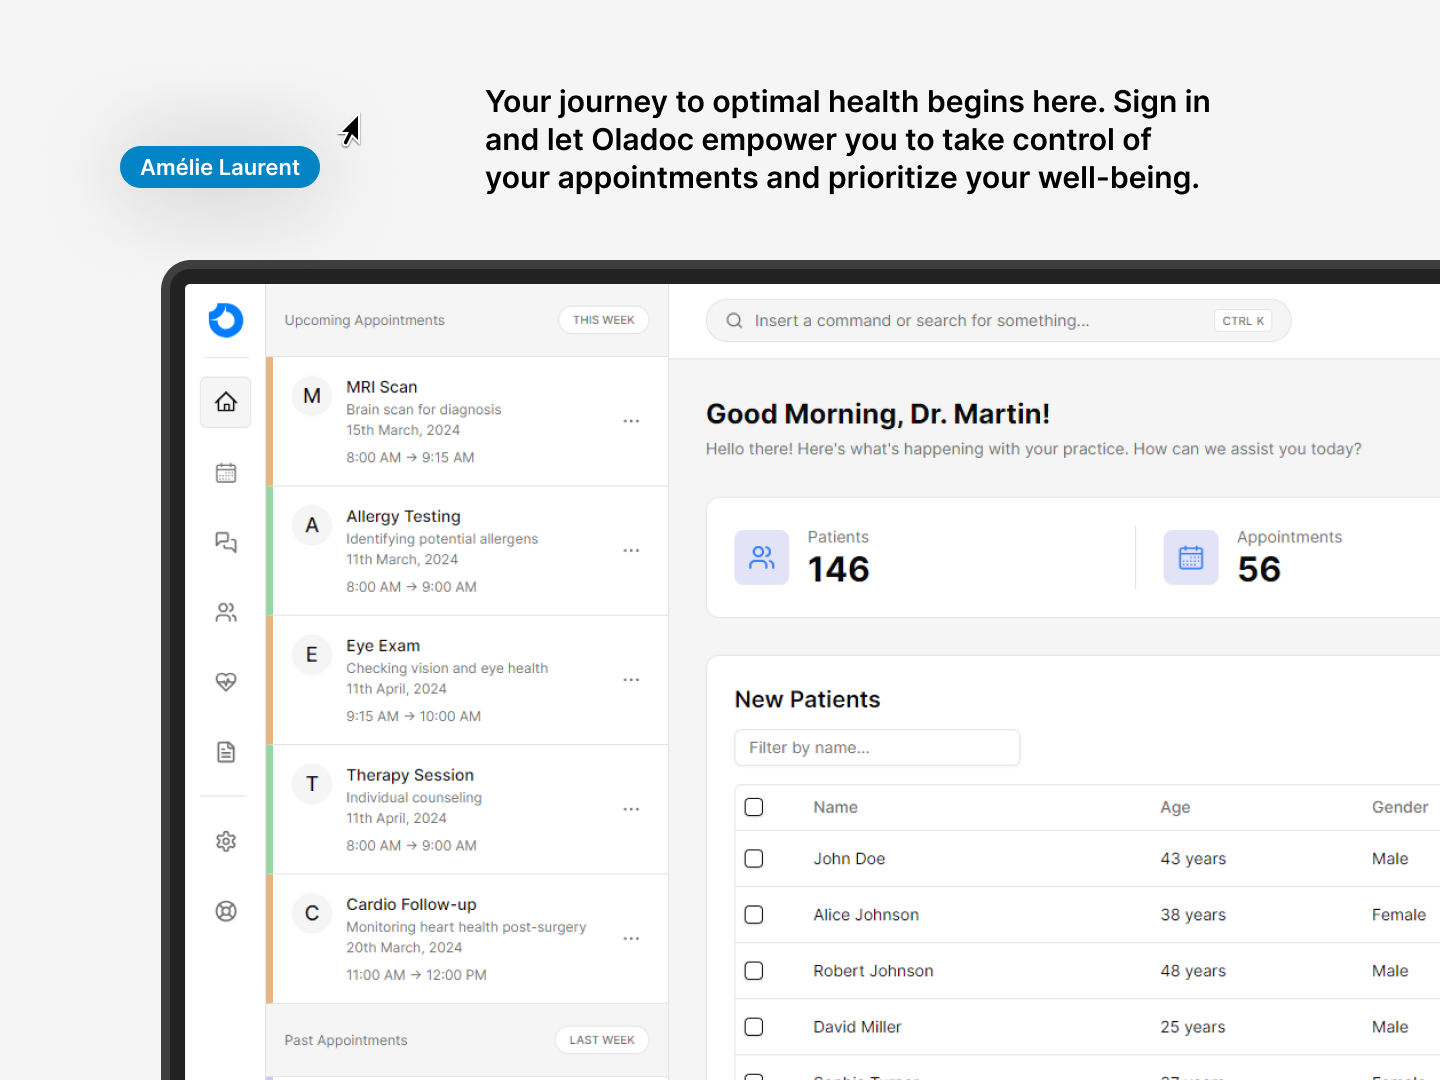 Your journey to optimal health begins here. Sign in
and let Oladoc empower you to take control of
your appointments and prioritize your well-being.
Amélie Laurent
Upcoming Appointments
THIS WEEK
Insert a command or search for something...
CTRL K
M
MRI Scan
Brain scan for diagnosis
15th March, 2024
8:00 AM → 9:15 AM
A
Allergy Testing
Identifying potential allergens
11th March, 2024
8:00 AM → 9:00 AM
E
Eye Exam
Checking vision and eye health
11th April, 2024
9:15 AM → 10:00 AM
T
Therapy Session
Individual counseling
11th April, 2024
8:00 AM → 9:00 AM
C
Cardio Follow-up
Monitoring heart health post-surgery
20th March, 2024
11:00 AM → 12:00 PM
Past Appointments
LAST WEEK
Good Morning, Dr. Martin!
Hello there! Here's what's happening with your practice. How can we assist you today?
Patients
146
Appointments
56
New Patients
Filter by name...
Name Age Gender
John Doe 43 years Male
Alice Johnson 38 years Female
Robert Johnson 48 years Male
David Miller 25 years Male